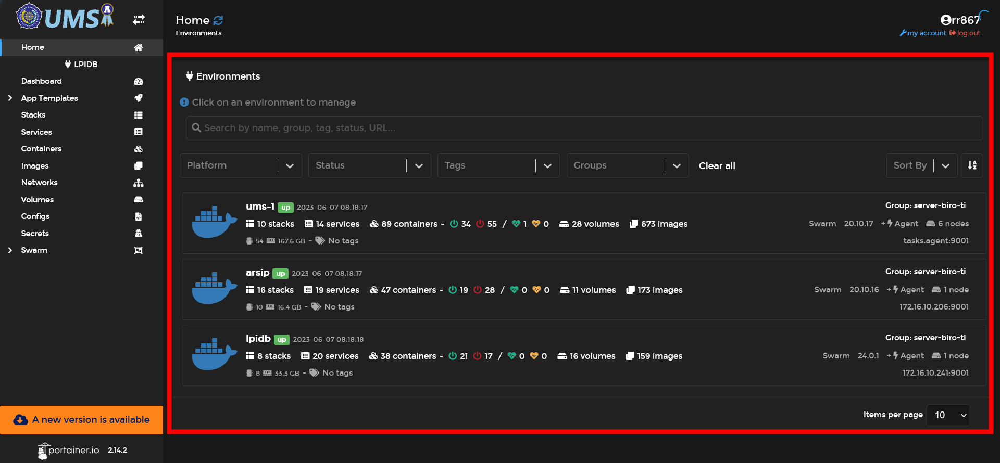 UMS A
Home
LPIDB
Dashboard
App Templates
Stacks
Services
Containers
Images
Networks
Volumes
Configs
Secrets
Swarm
A new version is available
portainer.io 2.14.2
Home
Environments
rr867
my account log out
Environments
Click on an environment to manage
Search by name, group, tag, status, URL...
Platform Status Tags Groups Clear all Sort By
ums-1 up 2023-06-07 08:18:17 Group: server-biro-ti
10 stacks 14 services 89 containers - 34 55 / 1 0 28 volumes 673 images Swarm 20.10.17 + Agent 6 nodes
54 167.6 GB - No tags tasks.agent:9001
arsip up 2023-06-07 08:18:17 Group: server-biro-ti
16 stacks 19 services 47 containers - 19 28 / 0 0 11 volumes 173 images Swarm 20.10.16 + Agent 1 node
10 16.4 GB - No tags 172.16.10.206:9001
lpidb up 2023-06-07 08:18:18 Group: server-biro-ti
8 stacks 20 services 38 containers - 21 17 / 0 0 16 volumes 159 images Swarm 24.0.1 + Agent 1 node
8 33.3 GB - No tags 172.16.10.241:9001
Items per page 10